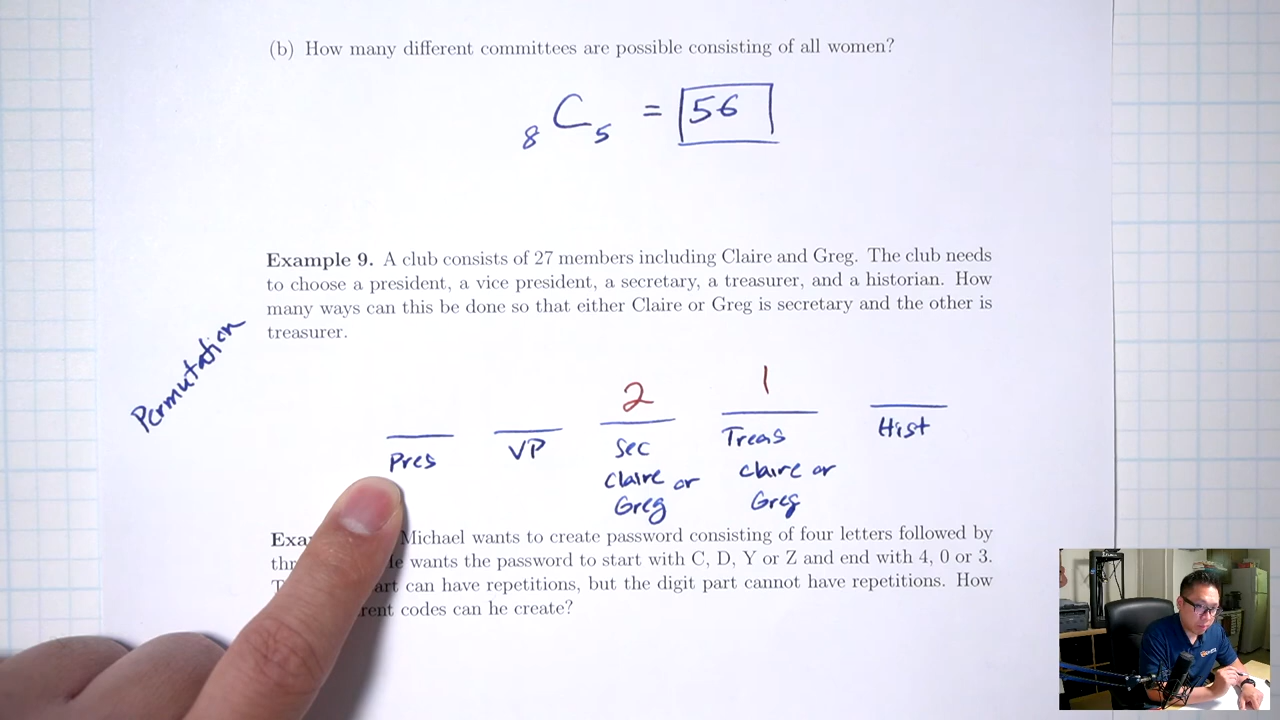 (b) How many different committees are possible consisting of all women?
8C5 = 56
Example 9. A club consists of 27 members including Claire and Greg. The club needs
to choose a president, a vice president, a secretary, a treasurer, and a historian. How
many ways can this be done so that either Claire or Greg is secretary and the other is
treasurer.
Permutation
2 1
Pres VP Sec Treas Hist
Claire or Claire or
Greg Greg
Exa Michael wants to create password consisting of four letters followed by
wants the password to start with C, D, Y or Z and end with 4, 0 or 3.
can have repetitions, but the digit part cannot have repetitions. How
codes can he create?